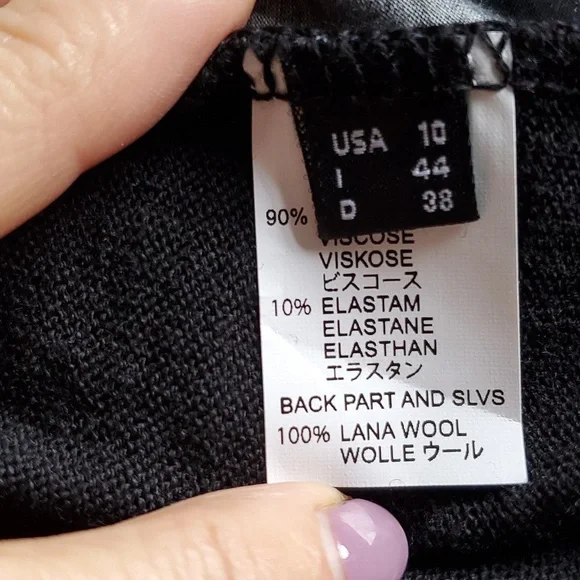 USA 10
I 44
D 38
90%
VISCOSE
VISKOSE
ビスコース
10% ELASTAM
ELASTANE
ELASTHAN
エラスタン
BACK PART AND SLVS
100% LANA WOOL
WOLLE ウール